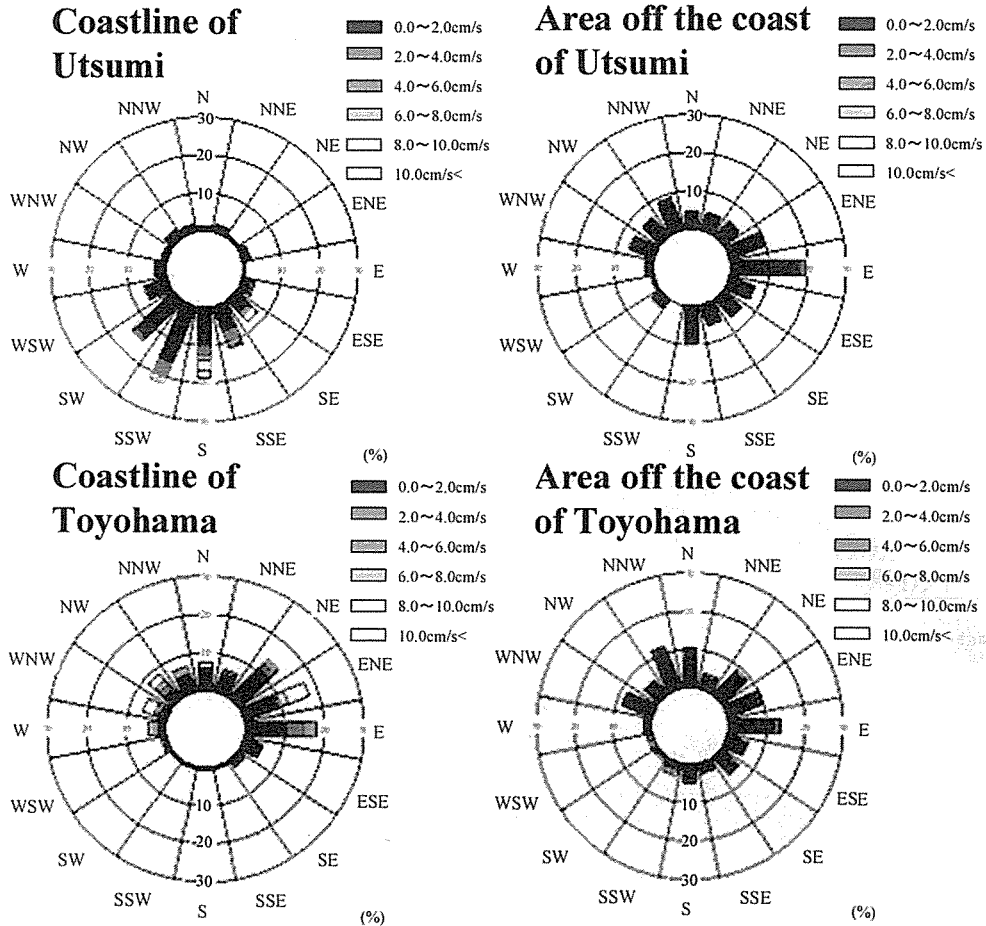 Coastline of
Utsumi
0.0~2.0cm/s
2.0~4.0cm/s
4.0~6.0cm/s
6.0~8.0cm/s
8.0~10.0cm/s
10.0cm/s<
N
NNE
NE
ENE
E
ESE
SE
SSE
S
SSW
SW
WSW
W
WNW
NW
NNW
30
20
10
(%)
Area off the coast
of Utsumi
0.0~2.0cm/s
2.0~4.0cm/s
4.0~6.0cm/s
6.0~8.0cm/s
8.0~10.0cm/s
10.0cm/s<
N
NNE
NE
ENE
E
ESE
SE
SSE
S
SSW
SW
WSW
W
WNW
NW
NNW
30
20
10
(%)
Coastline of
Toyohama
0.0~2.0cm/s
2.0~4.0cm/s
4.0~6.0cm/s
6.0~8.0cm/s
8.0~10.0cm/s
10.0cm/s<
N
NNE
NE
ENE
E
ESE
SE
SSE
S
SSW
SW
WSW
W
WNW
NW
NNW
10
20
30
(%)
Area off the coast
of Toyohama
0.0~2.0cm/s
2.0~4.0cm/s
4.0~6.0cm/s
6.0~8.0cm/s
8.0~10.0cm/s
10.0cm/s<
N
NNE
NE
ENE
E
ESE
SE
SSE
S
SSW
SW
WSW
W
WNW
NW
NNW
10
20
30
(%)